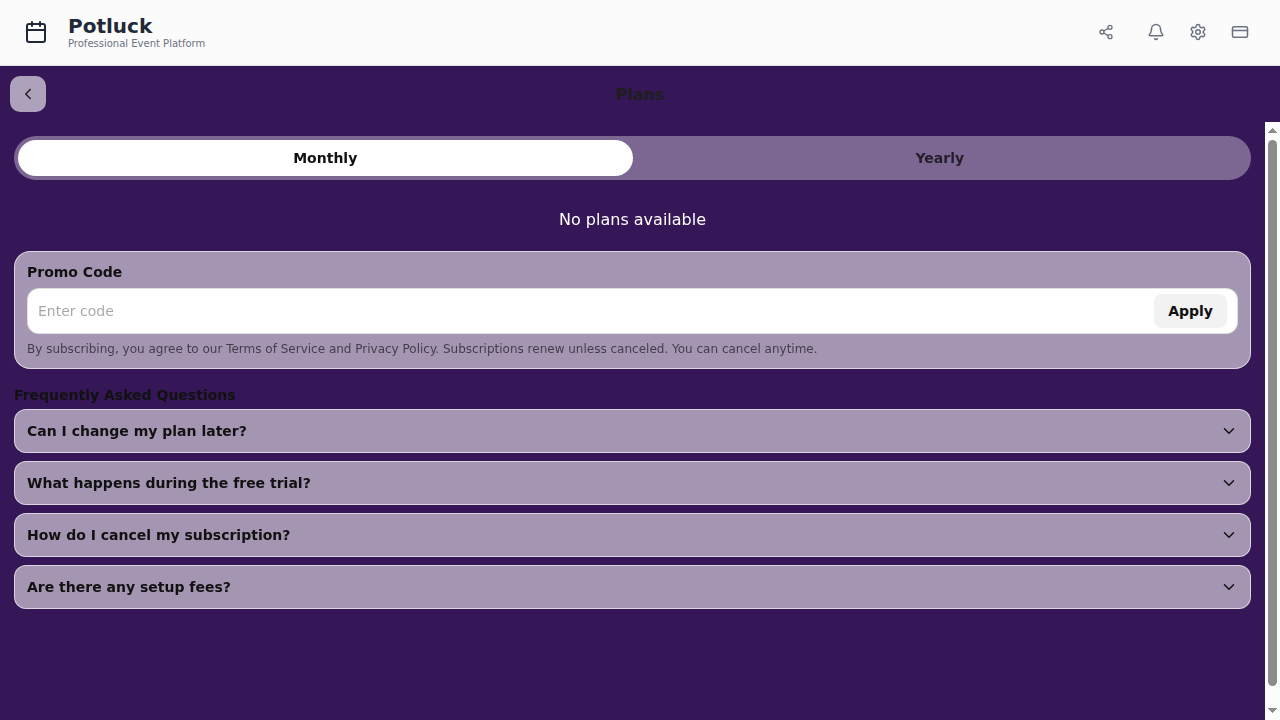 Potluck
Professional Event Platform
Plans
Monthly
Yearly
No plans available
Promo Code
Enter code
Apply
By subscribing, you agree to our Terms of Service and Privacy Policy. Subscriptions renew unless canceled. You can cancel anytime.
Frequently Asked Questions
Can I change my plan later?
What happens during the free trial?
How do I cancel my subscription?
Are there any setup fees?